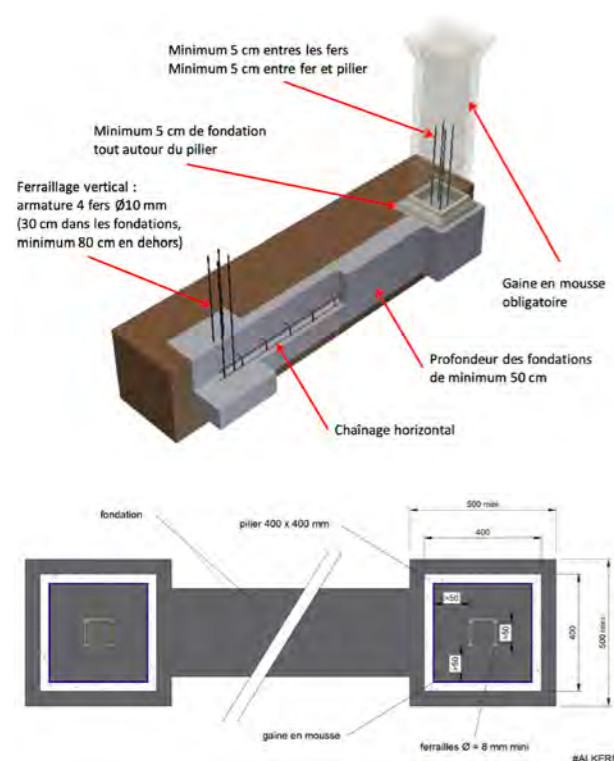 Minimum 5 cm entres les fers
Minimum 5 cm entre fer et pilier
Minimum 5 cm de fondation
tout autour du pilier
Ferraillage vertical :
armature 4 fers Ø10 mm
(30 cm dans les fondations,
minimum 80 cm en dehors)
Gaine en mousse
obligatoire
Profondeur des fondations
de minimum 50 cm
Chaînage horizontal
500 mini
fondation
pilier 400 x 400 mm
400
>50
>50
>50
400
500 mini
gaine en mousse
ferrailles Ø = 8 mm mini